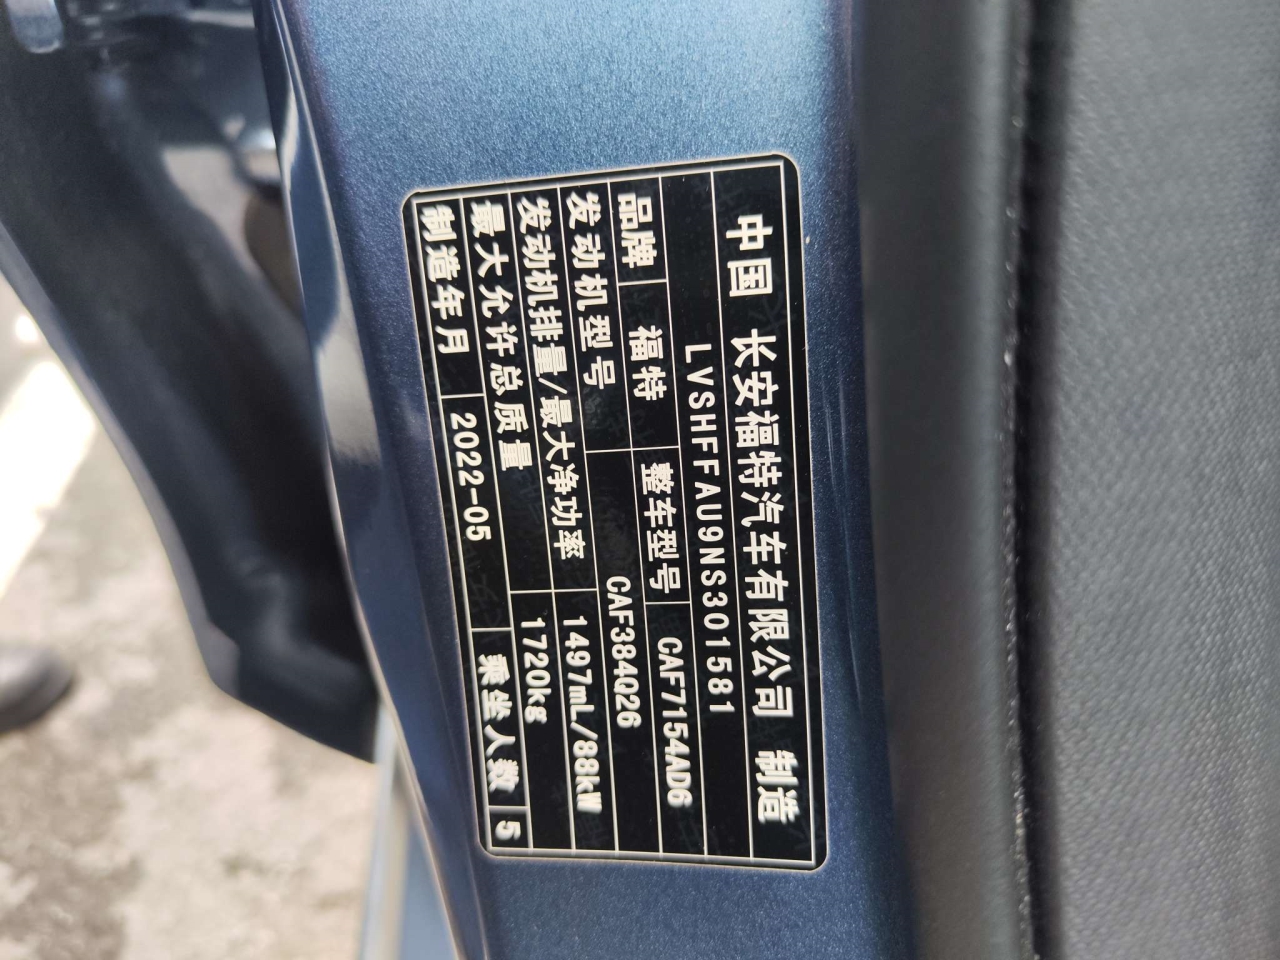 中国 长安福特汽车有限公司 制造
LVSHFFAU9NS301581
品牌 福特 整车型号 CAF7154AD6
发动机型号 CAF384Q26
发动机排量/最大净功率 1497mL/88kW
最大允许总质量 1720kg
制造年月 2022-05 乘坐人数 5